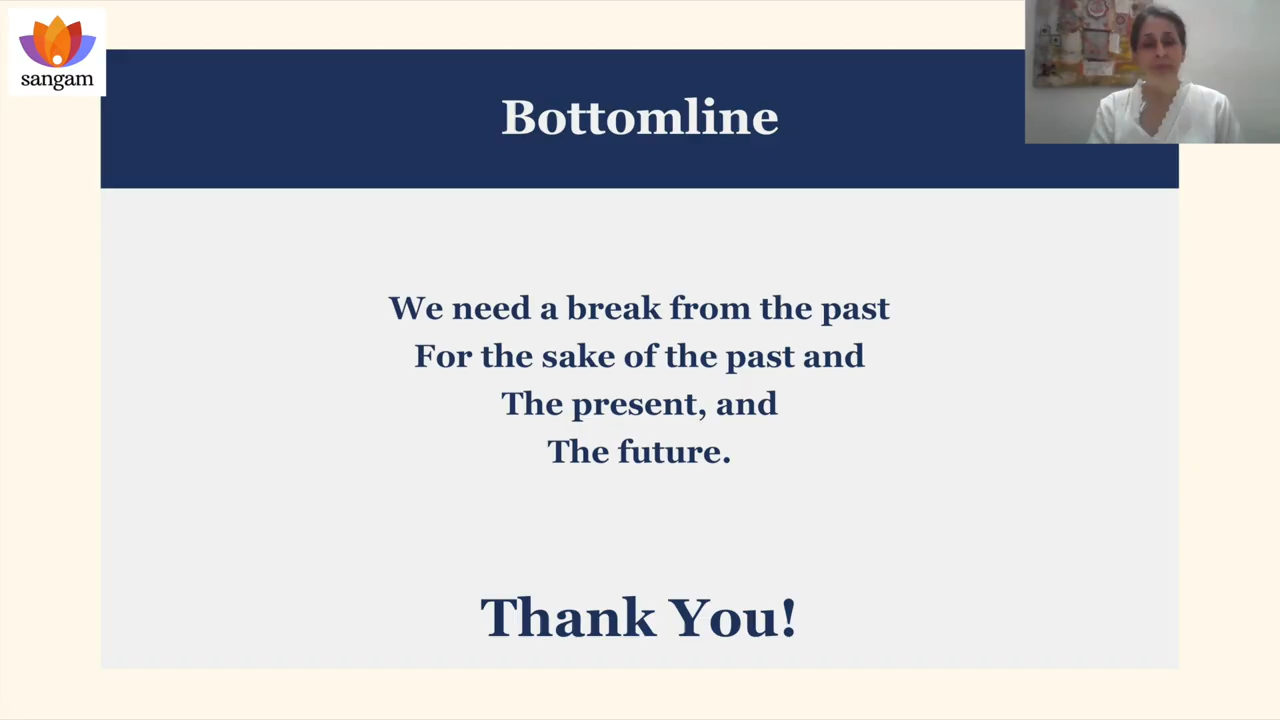 sangam
Bottomline
We need a break from the past
For the sake of the past and
The present, and
The future.
Thank You!